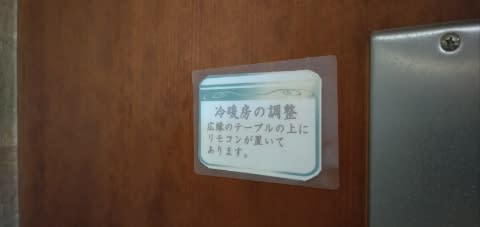 冷暖房の調整
広縁のテーブルの上に
リモコンが置いて
あります。